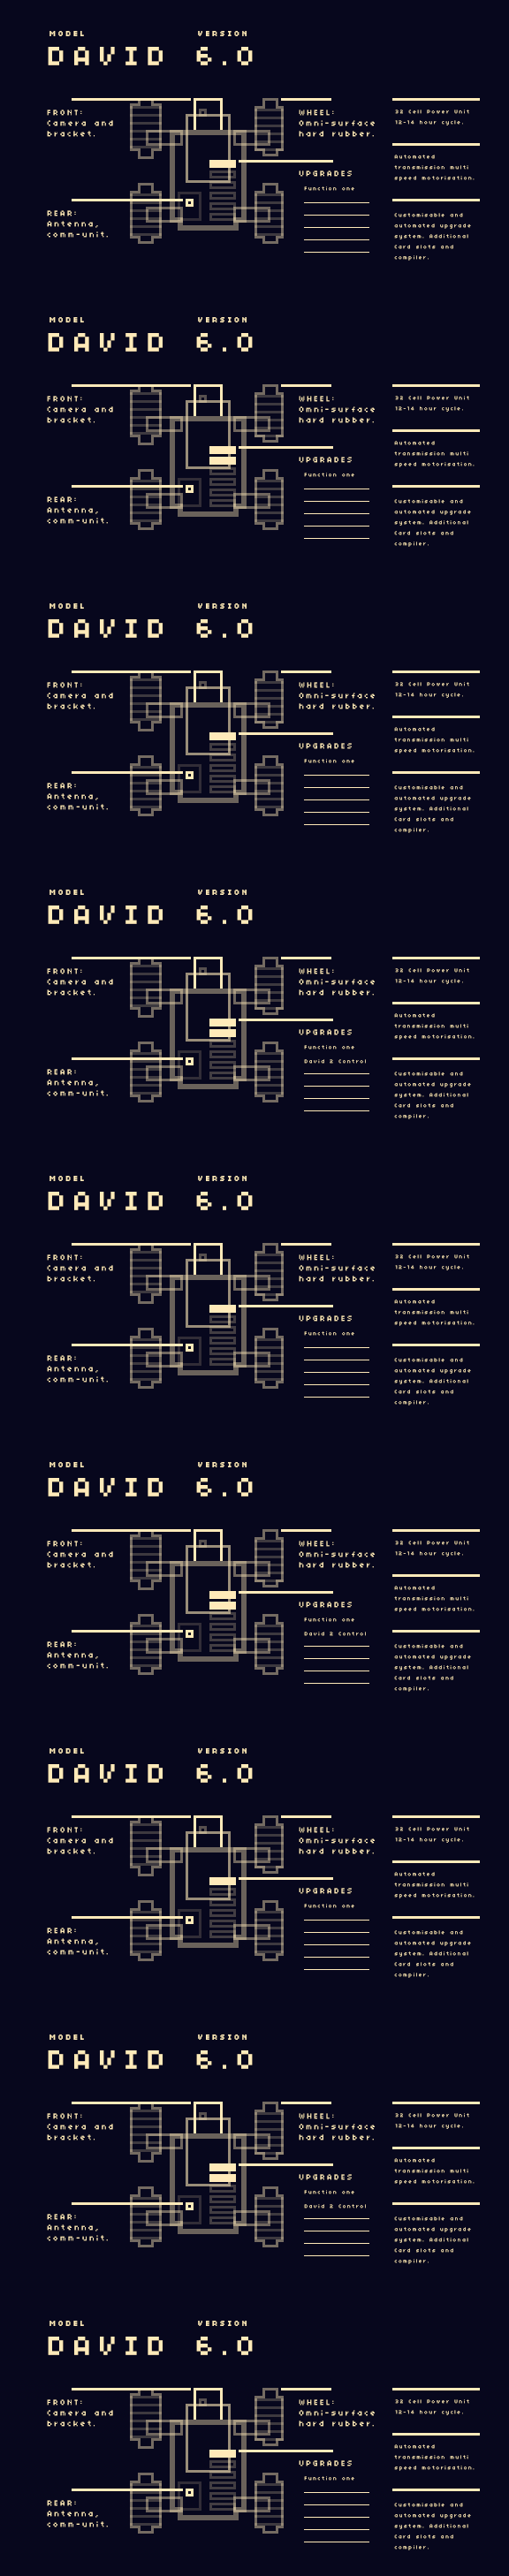 MODEL VERSION
DAVID 6.0
FRONT:
Camera and
bracket.
REAR:
Antenna,
comm-unit.
WHEEL:
Omni-surface
hard rubber.
UPGRADES
Function one
32 Cell Power Unit
12-14 hour cycle.
Automated
transmission multi
speed motorisation.
Customisable and
automated upgrade
system. Additional
Card slots and
compiler.
MODEL VERSION
DAVID 6.0
FRONT:
Camera and
bracket.
REAR:
Antenna,
comm-unit.
WHEEL:
Omni-surface
hard rubber.
UPGRADES
Function one
32 Cell Power Unit
12-14 hour cycle.
Automated
transmission multi
speed motorisation.
Customisable and
automated upgrade
system. Additional
Card slots and
compiler.
MODEL VERSION
DAVID 6.0
FRONT:
Camera and
bracket.
REAR:
Antenna,
comm-unit.
WHEEL:
Omni-surface
hard rubber.
UPGRADES
Function one
32 Cell Power Unit
12-14 hour cycle.
Automated
transmission multi
speed motorisation.
Customisable and
automated upgrade
system. Additional
Card slots and
compiler.
MODEL VERSION
DAVID 6.0
FRONT:
Camera and
bracket.
REAR:
Antenna,
comm-unit.
WHEEL:
Omni-surface
hard rubber.
UPGRADES
Function one
David 2 Control
32 Cell Power Unit
12-14 hour cycle.
Automated
transmission multi
speed motorisation.
Customisable and
automated upgrade
system. Additional
Card slots and
compiler.
MODEL VERSION
DAVID 6.0
FRONT:
Camera and
bracket.
REAR:
Antenna,
comm-unit.
WHEEL:
Omni-surface
hard rubber.
UPGRADES
Function one
32 Cell Power Unit
12-14 hour cycle.
Automated
transmission multi
speed motorisation.
Customisable and
automated upgrade
system. Additional
Card slots and
compiler.
MODEL VERSION
DAVID 6.0
FRONT:
Camera and
bracket.
REAR:
Antenna,
comm-unit.
WHEEL:
Omni-surface
hard rubber.
UPGRADES
Function one
David 2 Control
32 Cell Power Unit
12-14 hour cycle.
Automated
transmission multi
speed motorisation.
Customisable and
automated upgrade
system. Additional
Card slots and
compiler.
MODEL VERSION
DAVID 6.0
FRONT:
Camera and
bracket.
REAR:
Antenna,
comm-unit.
WHEEL:
Omni-surface
hard rubber.
UPGRADES
Function one
32 Cell Power Unit
12-14 hour cycle.
Automated
transmission multi
speed motorisation.
Customisable and
automated upgrade
system. Additional
Card slots and
compiler.
MODEL VERSION
DAVID 6.0
FRONT:
Camera and
bracket.
REAR:
Antenna,
comm-unit.
WHEEL:
Omni-surface
hard rubber.
UPGRADES
Function one
David 2 Control
32 Cell Power Unit
12-14 hour cycle.
Automated
transmission multi
speed motorisation.
Customisable and
automated upgrade
system. Additional
Card slots and
compiler.
MODEL VERSION
DAVID 6.0
FRONT:
Camera and
bracket.
REAR:
Antenna,
comm-unit.
WHEEL:
Omni-surface
hard rubber.
UPGRADES
Function one
32 Cell Power Unit
12-14 hour cycle.
Automated
transmission multi
speed motorisation.
Customisable and
automated upgrade
system. Additional
Card slots and
compiler.